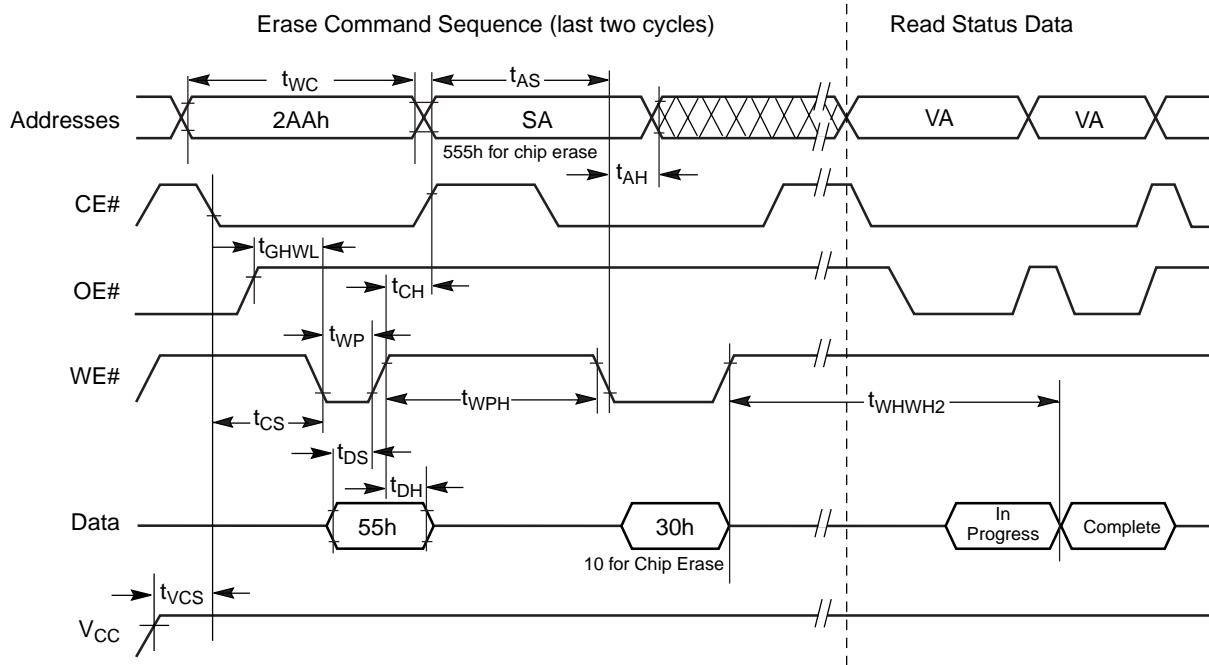 Erase Command Sequence (last two cycles)
Read Status Data
tWC
tAS
Addresses
2AAh
SA
VA
VA
555h for chip erase
tAH
CE#
tGHWL
OE#
tCH
tWP
WE#
tWPH
tWHWH2
tCS
tDS
tDH
Data
55h
30h
In
Progress
Complete
10 for Chip Erase
tVCS
VCC